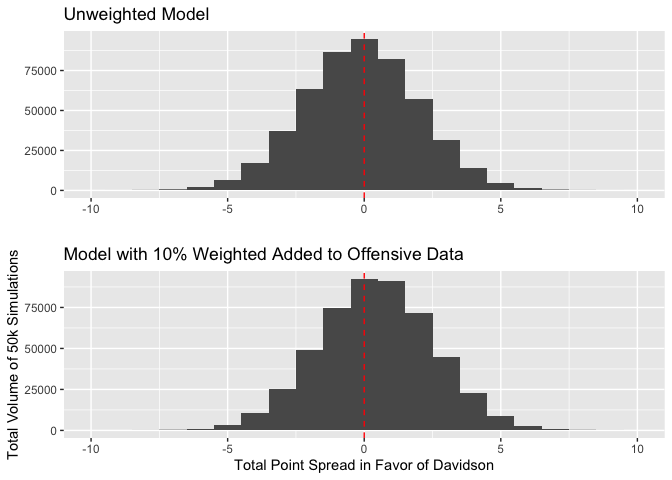 Unweighted Model
75000
50000
25000
0
-10 -5 0 5 10
Model with 10% Weighted Added to Offensive Data
Total Volume of 50k Simulations
75000
50000
25000
0
-10 -5 0 5 10
Total Point Spread in Favor of Davidson